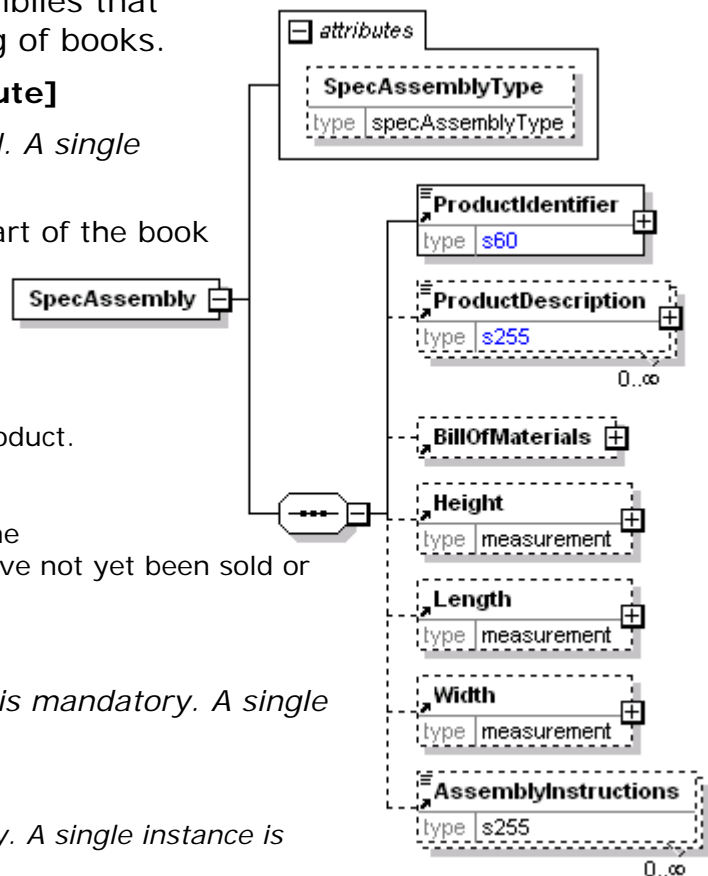 mblies that
g of books.
ute]
l. A single
art of the book
oduct.
ne
ve not yet been sold or
is mandatory. A single
y. A single instance is
attributes
SpecAssemblyType
type specAssemblyType
SpecAssembly
ProductIdentifier
type s60
ProductDescription
type s255
0..∞
BillOfMaterials
Height
type measurement
Length
type measurement
Width
type measurement
AssemblyInstructions
type s255
0..∞